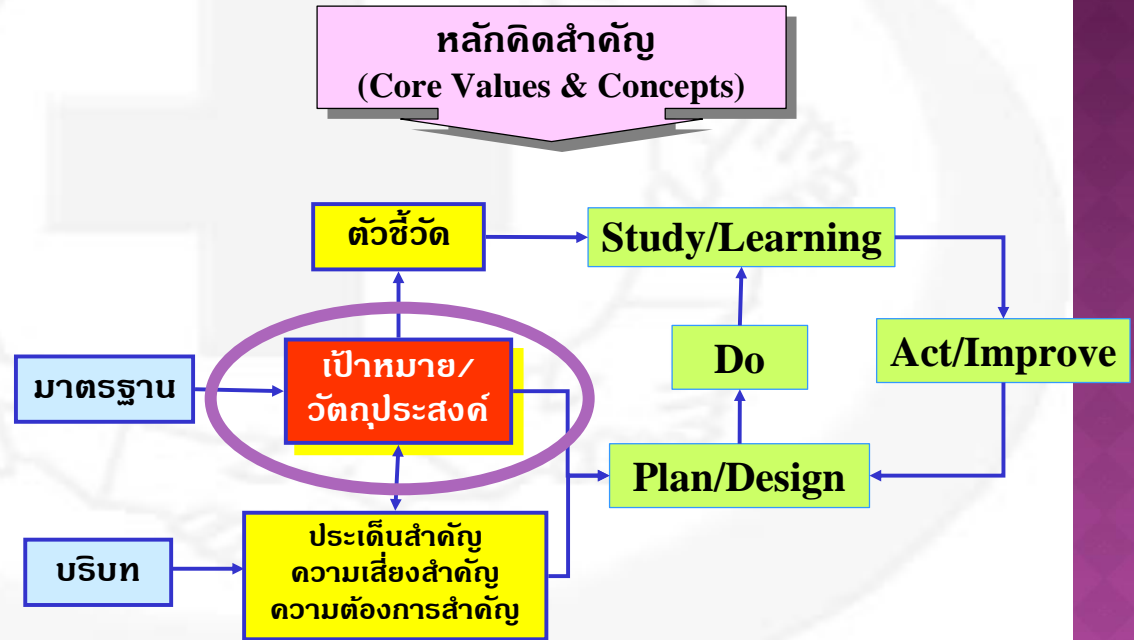 หลักคิดสำคัญ
(Core Values & Concepts)
ตัวชี้วัด
Study/Learning
มาตรฐาน
เป้าหมาย/
วัตถุประสงค์
Do
Act/Improve
Plan/Design
บริบท
ประเด็นสำคัญ
ความเสี่ยงสำคัญ
ความต้องการสำคัญ